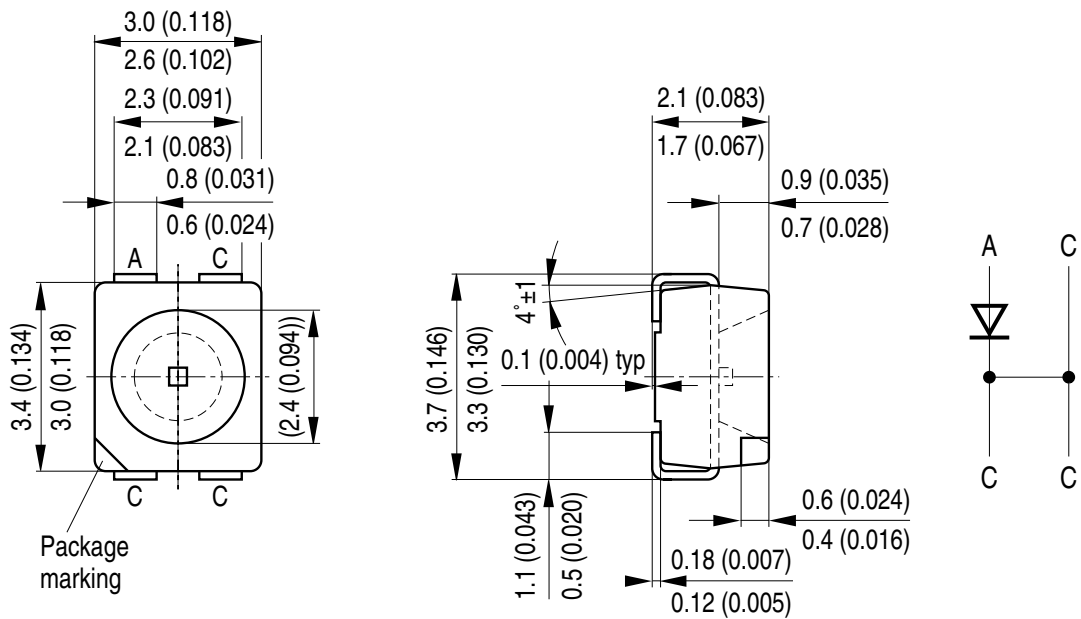 3.0 (0.118)
2.6 (0.102)
2.3 (0.091)
2.1 (0.083)
0.8 (0.031)
0.6 (0.024)
A
C
3.4 (0.134)
3.0 (0.118)
(2.4 (0.094))
C
C
Package
marking
2.1 (0.083)
1.7 (0.067)
0.9 (0.035)
0.7 (0.028)
4°±1
0.1 (0.004) typ
3.7 (0.146)
3.3 (0.130)
1.1 (0.043)
0.5 (0.020)
0.6 (0.024)
0.4 (0.016)
0.18 (0.007)
0.12 (0.005)
A
C
C
C